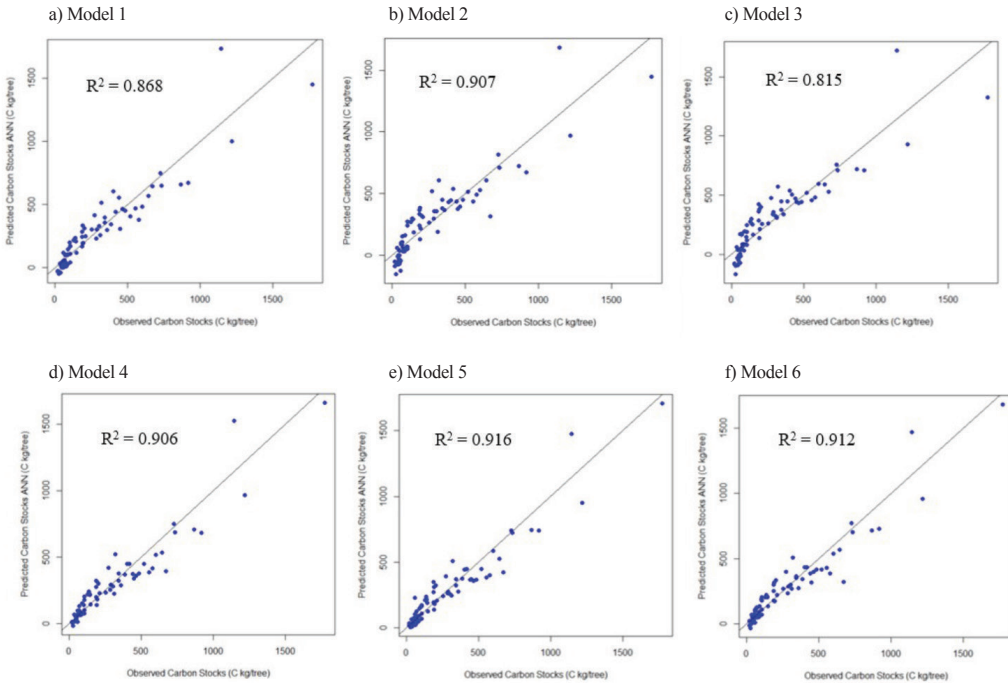 a) Model 1
R² = 0.868
Predicted Carbon Stocks ANN (C kg/tree)
1500
1000
500
0
0 500 1000 1500
Observed Carbon Stocks (C kg/tree)
b) Model 2
R² = 0.907
Predicted Carbon Stocks ANN (C kg/tree)
1500
1000
500
0
0 500 1000 1500
Observed Carbon Stocks (C kg/tree)
c) Model 3
R² = 0.815
Predicted Carbon Stocks ANN (C kg/tree)
1500
1000
500
0
0 500 1000 1500
Observed Carbon Stocks (C kg/tree)
d) Model 4
R² = 0.906
Predicted Carbon Stocks ANN (C kg/tree)
1500
1000
500
0
0 500 1000 1500
Observed Carbon Stocks (C kg/tree)
e) Model 5
R² = 0.916
Predicted Carbon Stocks ANN (C kg/tree)
1500
1000
500
0
0 500 1000 1500
Observed Carbon Stocks (C kg/tree)
f) Model 6
R² = 0.912
Predicted Carbon Stocks ANN (C kg/tree)
1500
1000
500
0
0 500 1000 1500
Observed Carbon Stocks (C kg/tree)